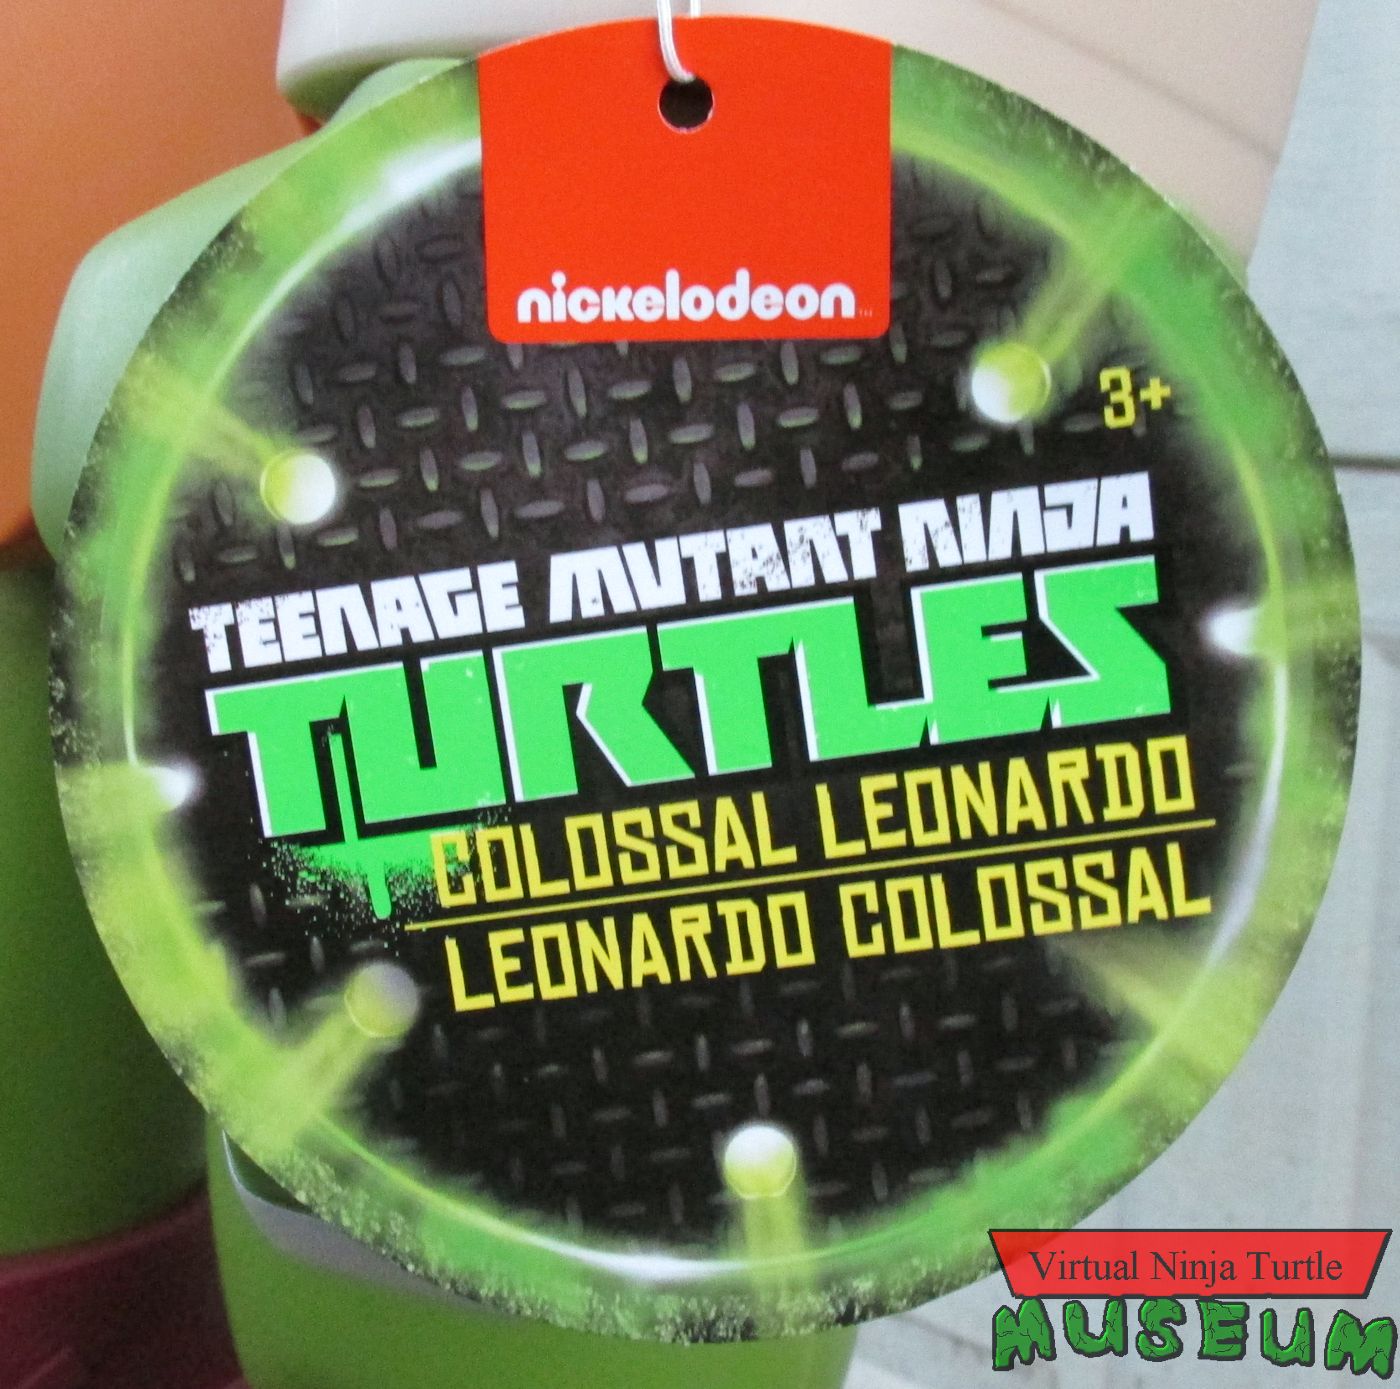 nickelodeon
3+
TEENAGE MUTANT NINJA
TURTLES
COLOSSAL LEONARDO
LEONARDO COLOSSAL
Virtual Ninja Turtle
MUSEUM